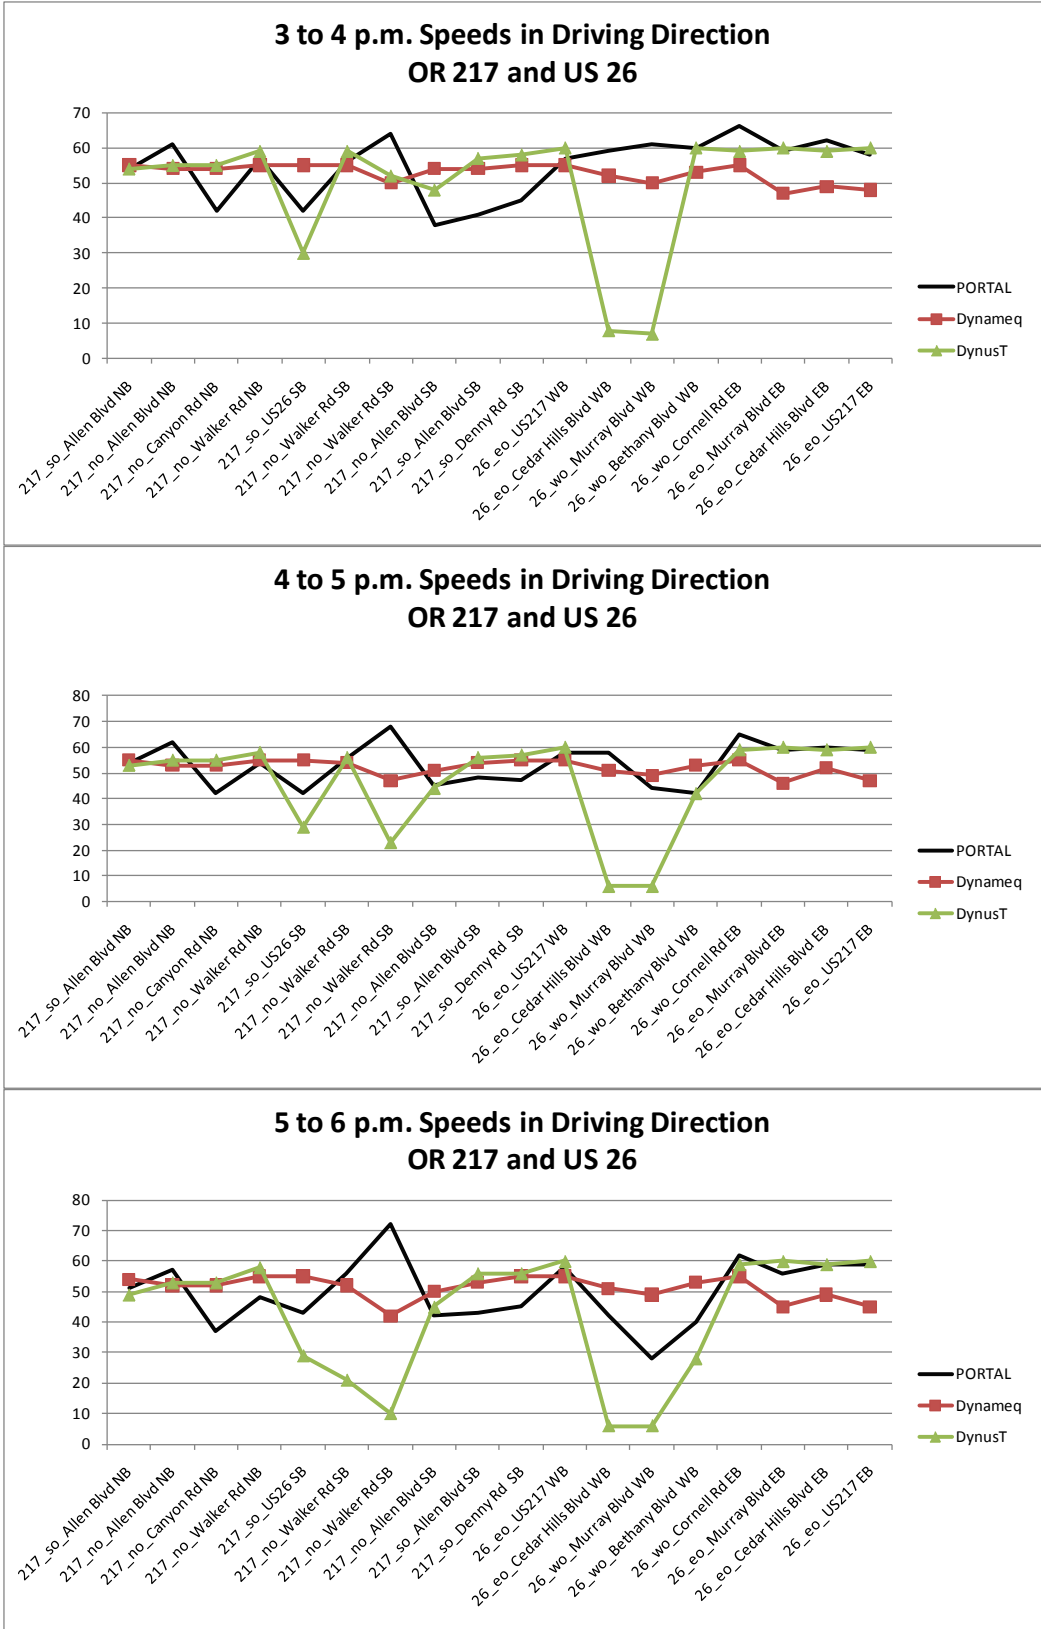 3 to 4 p.m. Speeds in Driving Direction
OR 217 and US 26
70
60
50
40
30
20
10
0
PORTAL
Dynameq
DynusT
217_so_Allen Blvd NB
217_no_Allen Blvd NB
217_no_Canyon Rd NB
217_no_Walker Rd NB
217_so_US26 SB
217_no_Walker Rd SB
217_no_Walker Rd SB
217_no_Allen Blvd SB
217_so_Allen Blvd SB
217_so_Denny Rd SB
26_eo_US217 WB
26_eo_Cedar Hills Blvd WB
26_wo_Murray Blvd WB
26_wo_Bethany Blvd WB
26_wo_Cornell Rd EB
26_eo_Murray Blvd EB
26_eo_Cedar Hills Blvd EB
26_eo_US217 EB
4 to 5 p.m. Speeds in Driving Direction
OR 217 and US 26
80
70
60
50
40
30
20
10
0
PORTAL
Dynameq
DynusT
217_so_Allen Blvd NB
217_no_Allen Blvd NB
217_no_Canyon Rd NB
217_no_Walker Rd NB
217_so_US26 SB
217_no_Walker Rd SB
217_no_Walker Rd SB
217_no_Allen Blvd SB
217_so_Allen Blvd SB
217_so_Denny Rd SB
26_eo_US217 WB
26_eo_Cedar Hills Blvd WB
26_wo_Murray Blvd WB
26_wo_Bethany Blvd WB
26_wo_Cornell Rd EB
26_eo_Murray Blvd EB
26_eo_Cedar Hills Blvd EB
26_eo_US217 EB
5 to 6 p.m. Speeds in Driving Direction
OR 217 and US 26
80
70
60
50
40
30
20
10
0
PORTAL
Dynameq
DynusT
217_so_Allen Blvd NB
217_no_Allen Blvd NB
217_no_Canyon Rd NB
217_no_Walker Rd NB
217_so_US26 SB
217_no_Walker Rd SB
217_no_Walker Rd SB
217_no_Allen Blvd SB
217_so_Allen Blvd SB
217_so_Denny Rd SB
26_eo_US217 WB
26_eo_Cedar Hills Blvd WB
26_wo_Murray Blvd WB
26_wo_Bethany Blvd WB
26_wo_Cornell Rd EB
26_eo_Murray Blvd EB
26_eo_Cedar Hills Blvd EB
26_eo_US217 EB